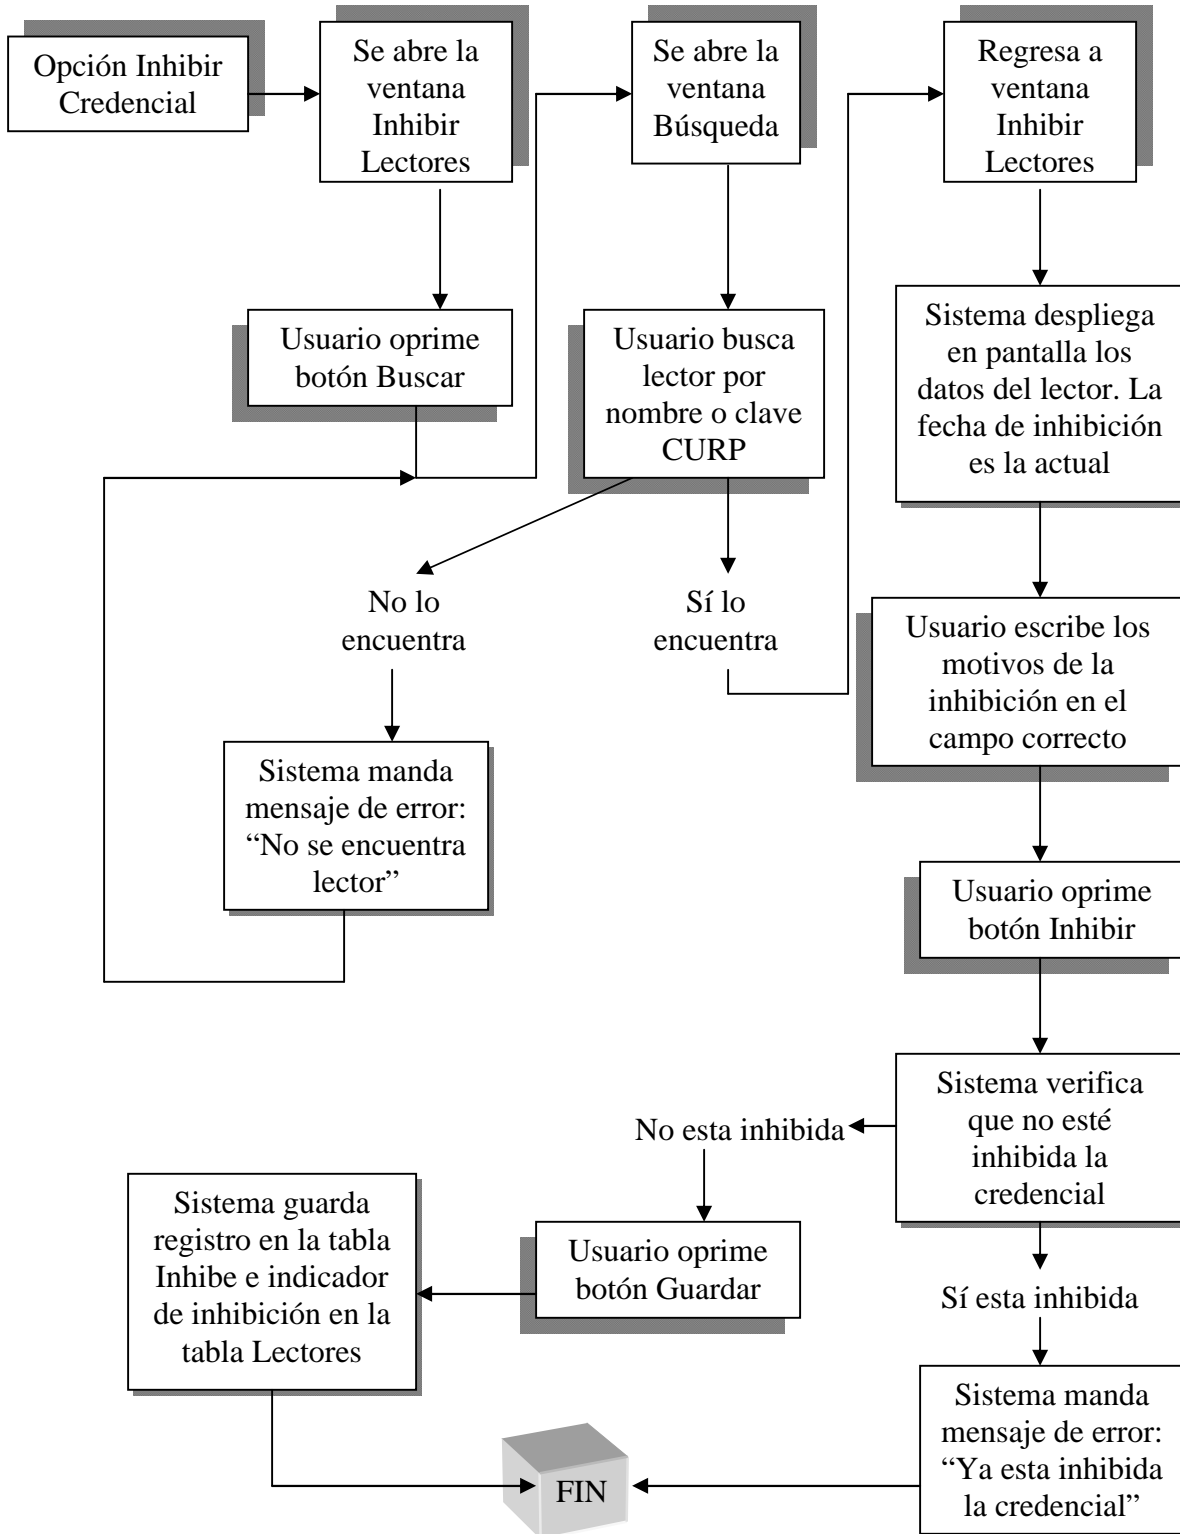 Opción Inhibir
Credencial
Se abre la
ventana
Inhibir
Lectores
Se abre la
ventana
Búsqueda
Regresa a
ventana
Inhibir
Lectores
Usuario oprime
botón Buscar
Usuario busca
lector por
nombre o clave
CURP
Sistema despliega
en pantalla los
datos del lector. La
fecha de inhibición
es la actual
No lo
encuentra
Sí lo
encuentra
Usuario escribe los
motivos de la
inhibición en el
campo correcto
Sistema manda
mensaje de error:
“No se encuentra
lector”
Usuario oprime
botón Inhibir
Sistema verifica
que no esté
inhibida la
credencial
No esta inhibida
Sistema guarda
registro en la tabla
Inhibe e indicador
de inhibición en la
tabla Lectores
Usuario oprime
botón Guardar
Sí esta inhibida
Sistema manda
mensaje de error:
“Ya esta inhibida
la credencial”
FIN